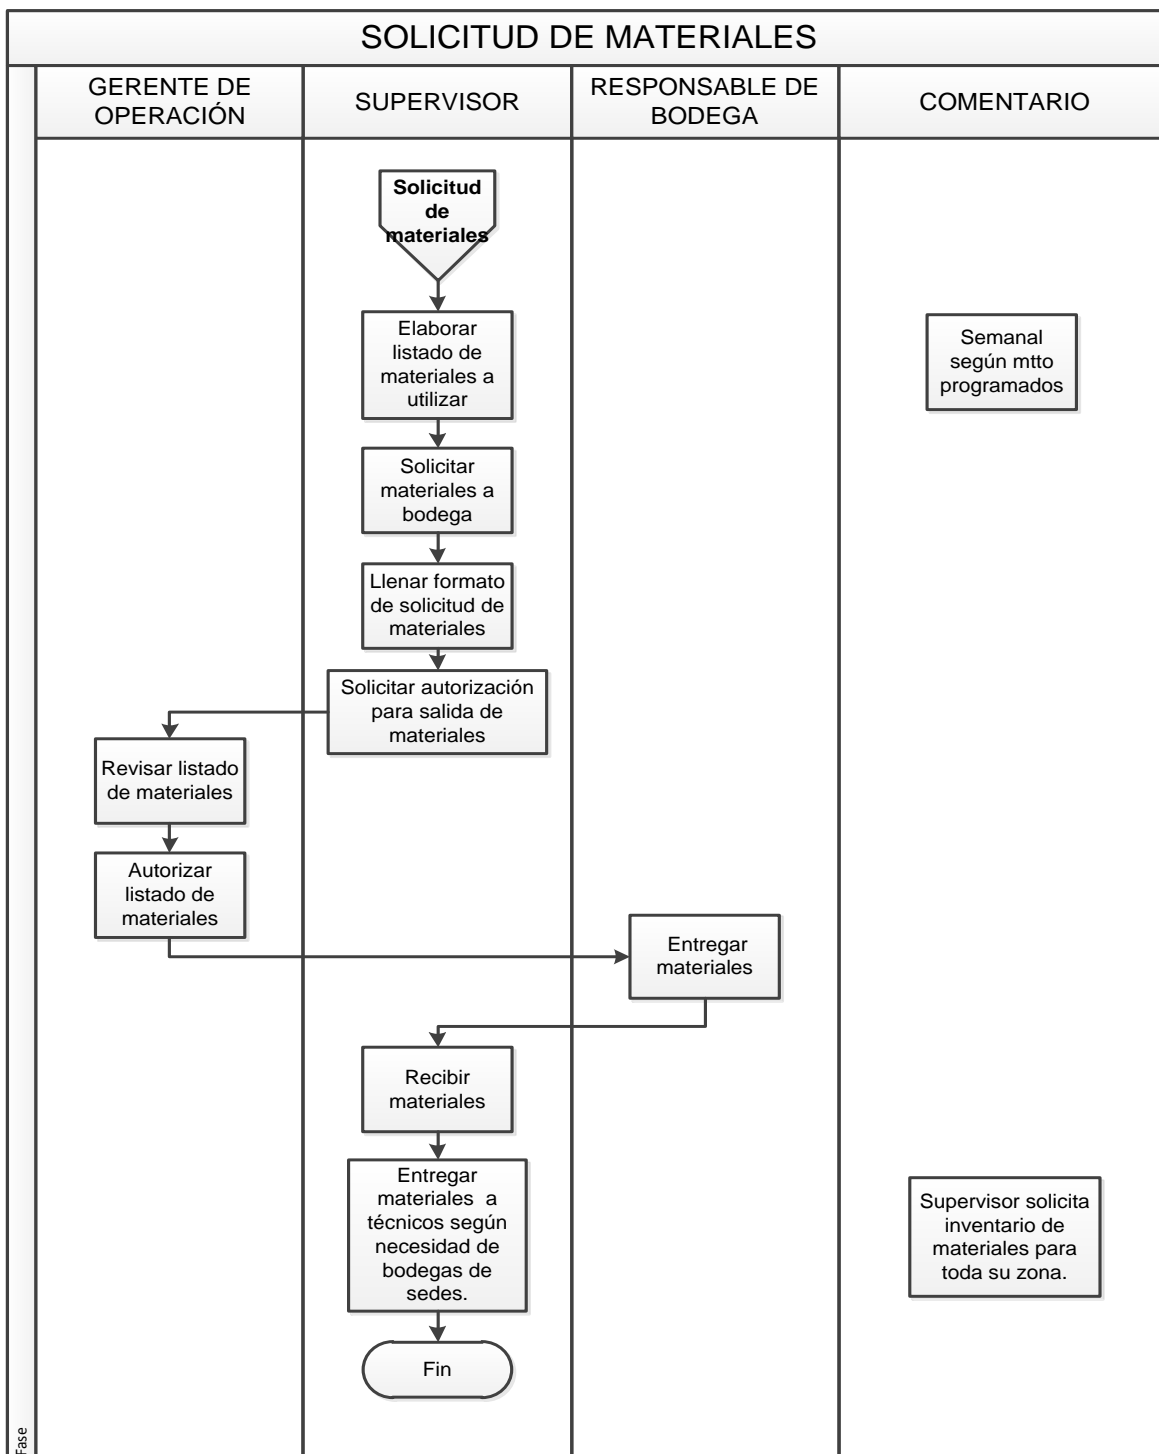 SOLICITUD DE MATERIALES
GERENTE DE
OPERACIÓN
SUPERVISOR
RESPONSABLE DE
BODEGA
COMENTARIO
Solicitud
de
materiales
Elaborar
listado de
materiales a
utilizar
Semanal
según mtto
programados
Solicitar
materiales a
bodega
Llenar formato
de solicitud de
materiales
Solicitar autorización
para salida de
materiales
Revisar listado
de materiales
Autorizar
listado de
materiales
Entregar
materiales
Recibir
materiales
Entregar
materiales a
técnicos según
necesidad de
bodegas de
sedes.
Supervisor solicita
inventario de
materiales para
toda su zona.
Fin
Fase